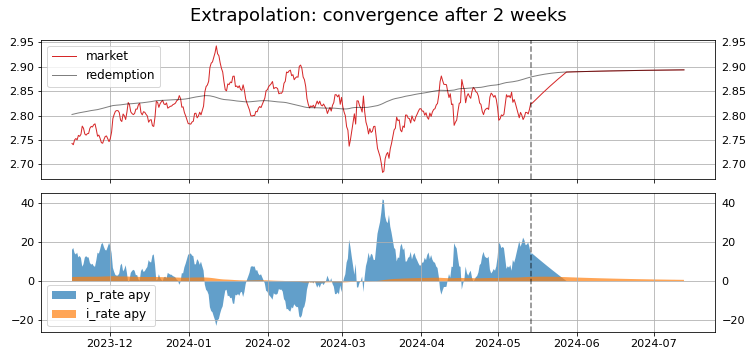 Extrapolation: convergence after 2 weeks
2.95 2.95
market
redemption
2.90 2.90
2.85 2.85
2.80 2.80
2.75 2.75
2.70 2.70
40 40
20 20
0 0
p_rate apy
i_rate apy
−20 −20
2023-12 2024-01 2024-02 2024-03 2024-04 2024-05 2024-06 2024-07